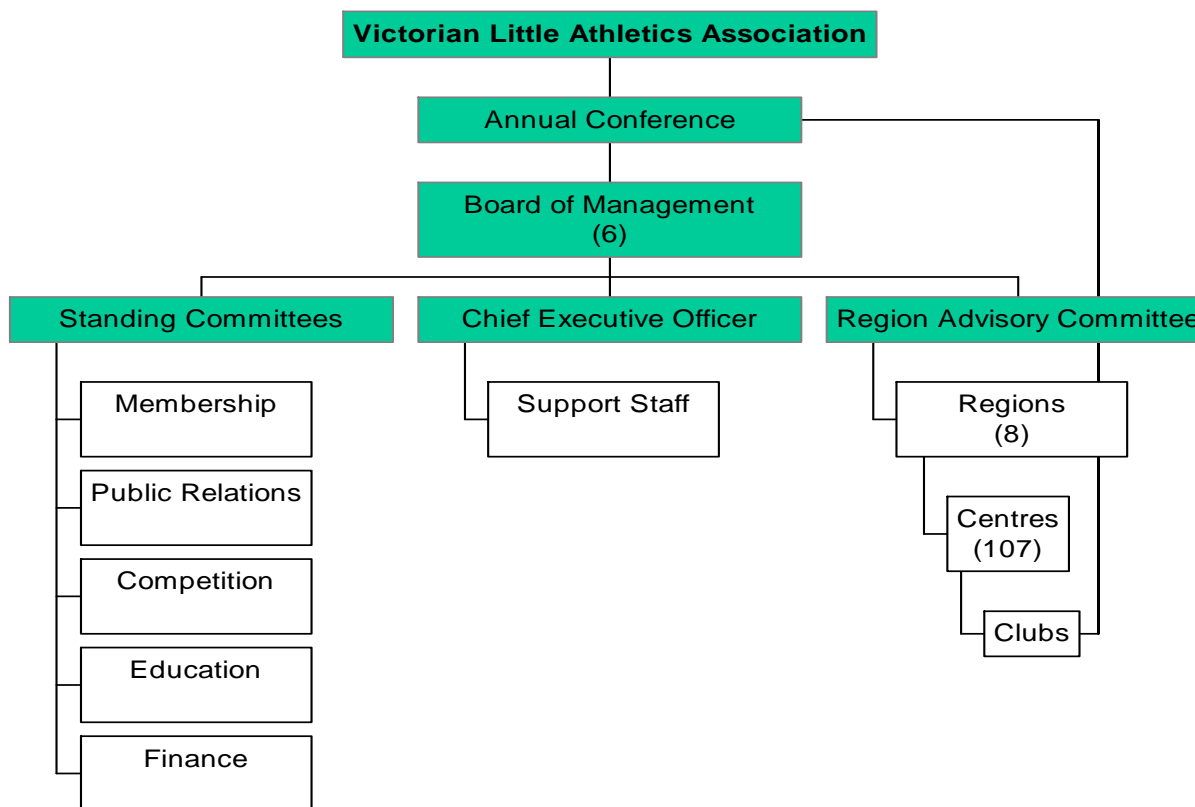 Victorian Little Athletics Association
Annual Conference
Board of Management
(6)
Standing Committees
Chief Executive Officer
Region Advisory Committee
Membership
Public Relations
Competition
Education
Finance
Support Staff
Regions
(8)
Centres
(107)
Clubs